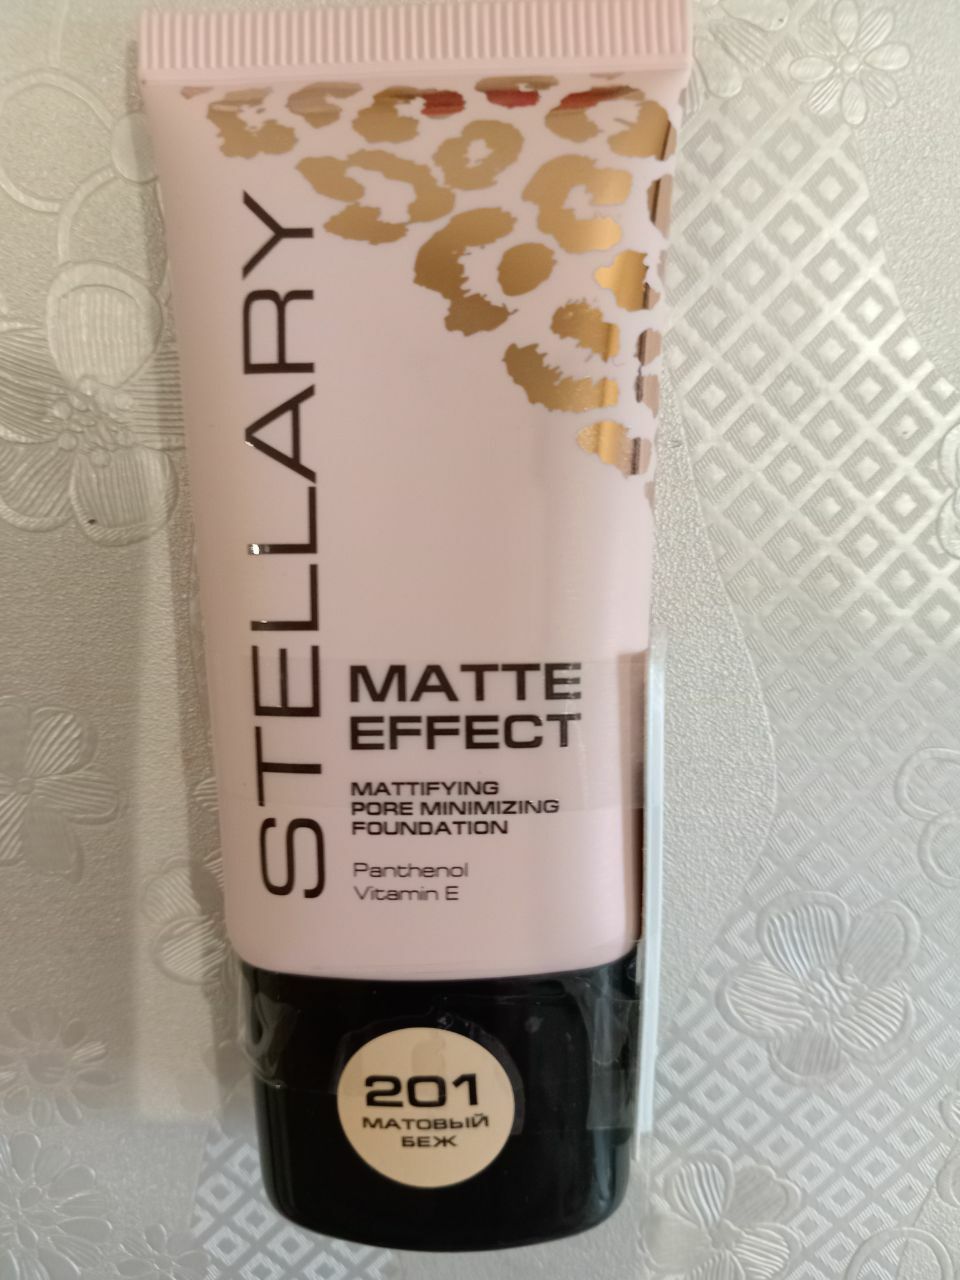 STELLARY
MATTE
EFFECT
MATTIFYING
PORE MINIMIZING
FOUNDATION
Panthenol
Vitamin E
201
МАТОВЫЙ
БЕЖ